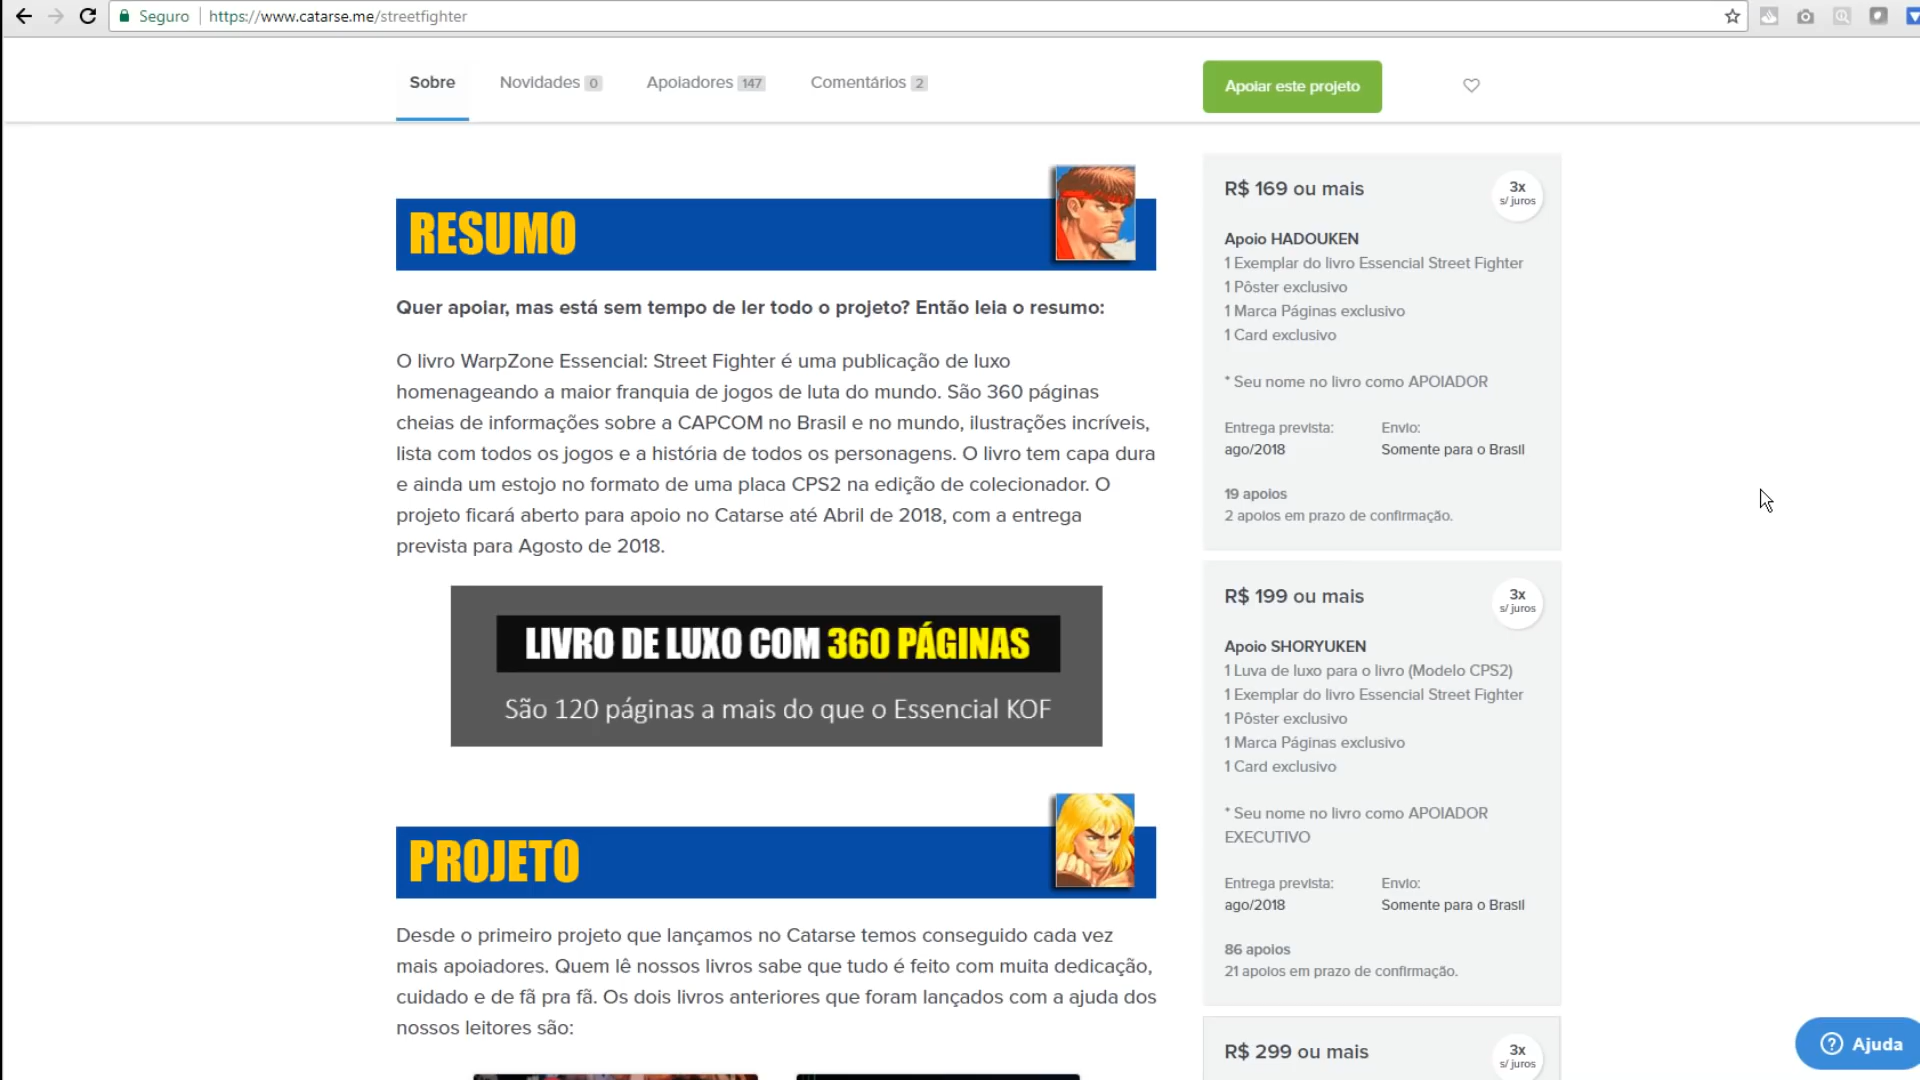 Seguro
https://www.catarse.me/streetfighter
Sobre
Novidades 0
Apoiadores 147
Comentários 2
Apoiar este projeto
RESUMO
Quer apoiar, mas está sem tempo de ler todo o projeto? Então leia o resumo:
O livro WarpZone Essencial: Street Fighter é uma publicação de luxo
homenageando a maior franquia de jogos de luta do mundo. São 360 páginas
cheias de informações sobre a CAPCOM no Brasil e no mundo, ilustrações incríveis,
lista com todos os jogos e a história de todos os personagens. O livro tem capa dura
e ainda um estojo no formato de uma placa CPS2 na edição de colecionador. O
projeto ficará aberto para apoio no Catarse até Abril de 2018, com a entrega
prevista para Agosto de 2018.
LIVRO DE LUXO COM 360 PÁGINAS
São 120 páginas a mais do que o Essencial KOF
PROJETO
Desde o primeiro projeto que lançamos no Catarse temos conseguido cada vez
mais apoiadores. Quem lê nossos livros sabe que tudo é feito com muita dedicação,
cuidado e de fã pra fã. Os dois livros anteriores que foram lançados com a ajuda dos
nossos leitores são:
R$ 169 ou mais
3x
s/ juros
Apoio HADOUKEN
1 Exemplar do livro Essencial Street Fighter
1 Pôster exclusivo
1 Marca Páginas exclusivo
1 Card exclusivo
* Seu nome no livro como APOIADOR
Entrega prevista:
ago/2018
Envio:
Somente para o Brasil
19 apoios
2 apoios em prazo de confirmação.
R$ 199 ou mais
3x
s/ juros
Apoio SHORYUKEN
1 Luva de luxo para o livro (Modelo CPS2)
1 Exemplar do livro Essencial Street Fighter
1 Pôster exclusivo
1 Marca Páginas exclusivo
1 Card exclusivo
* Seu nome no livro como APOIADOR
EXECUTIVO
Entrega prevista:
ago/2018
Envio:
Somente para o Brasil
86 apoios
21 apoios em prazo de confirmação.
R$ 299 ou mais
3x
s/ juros
Ajuda